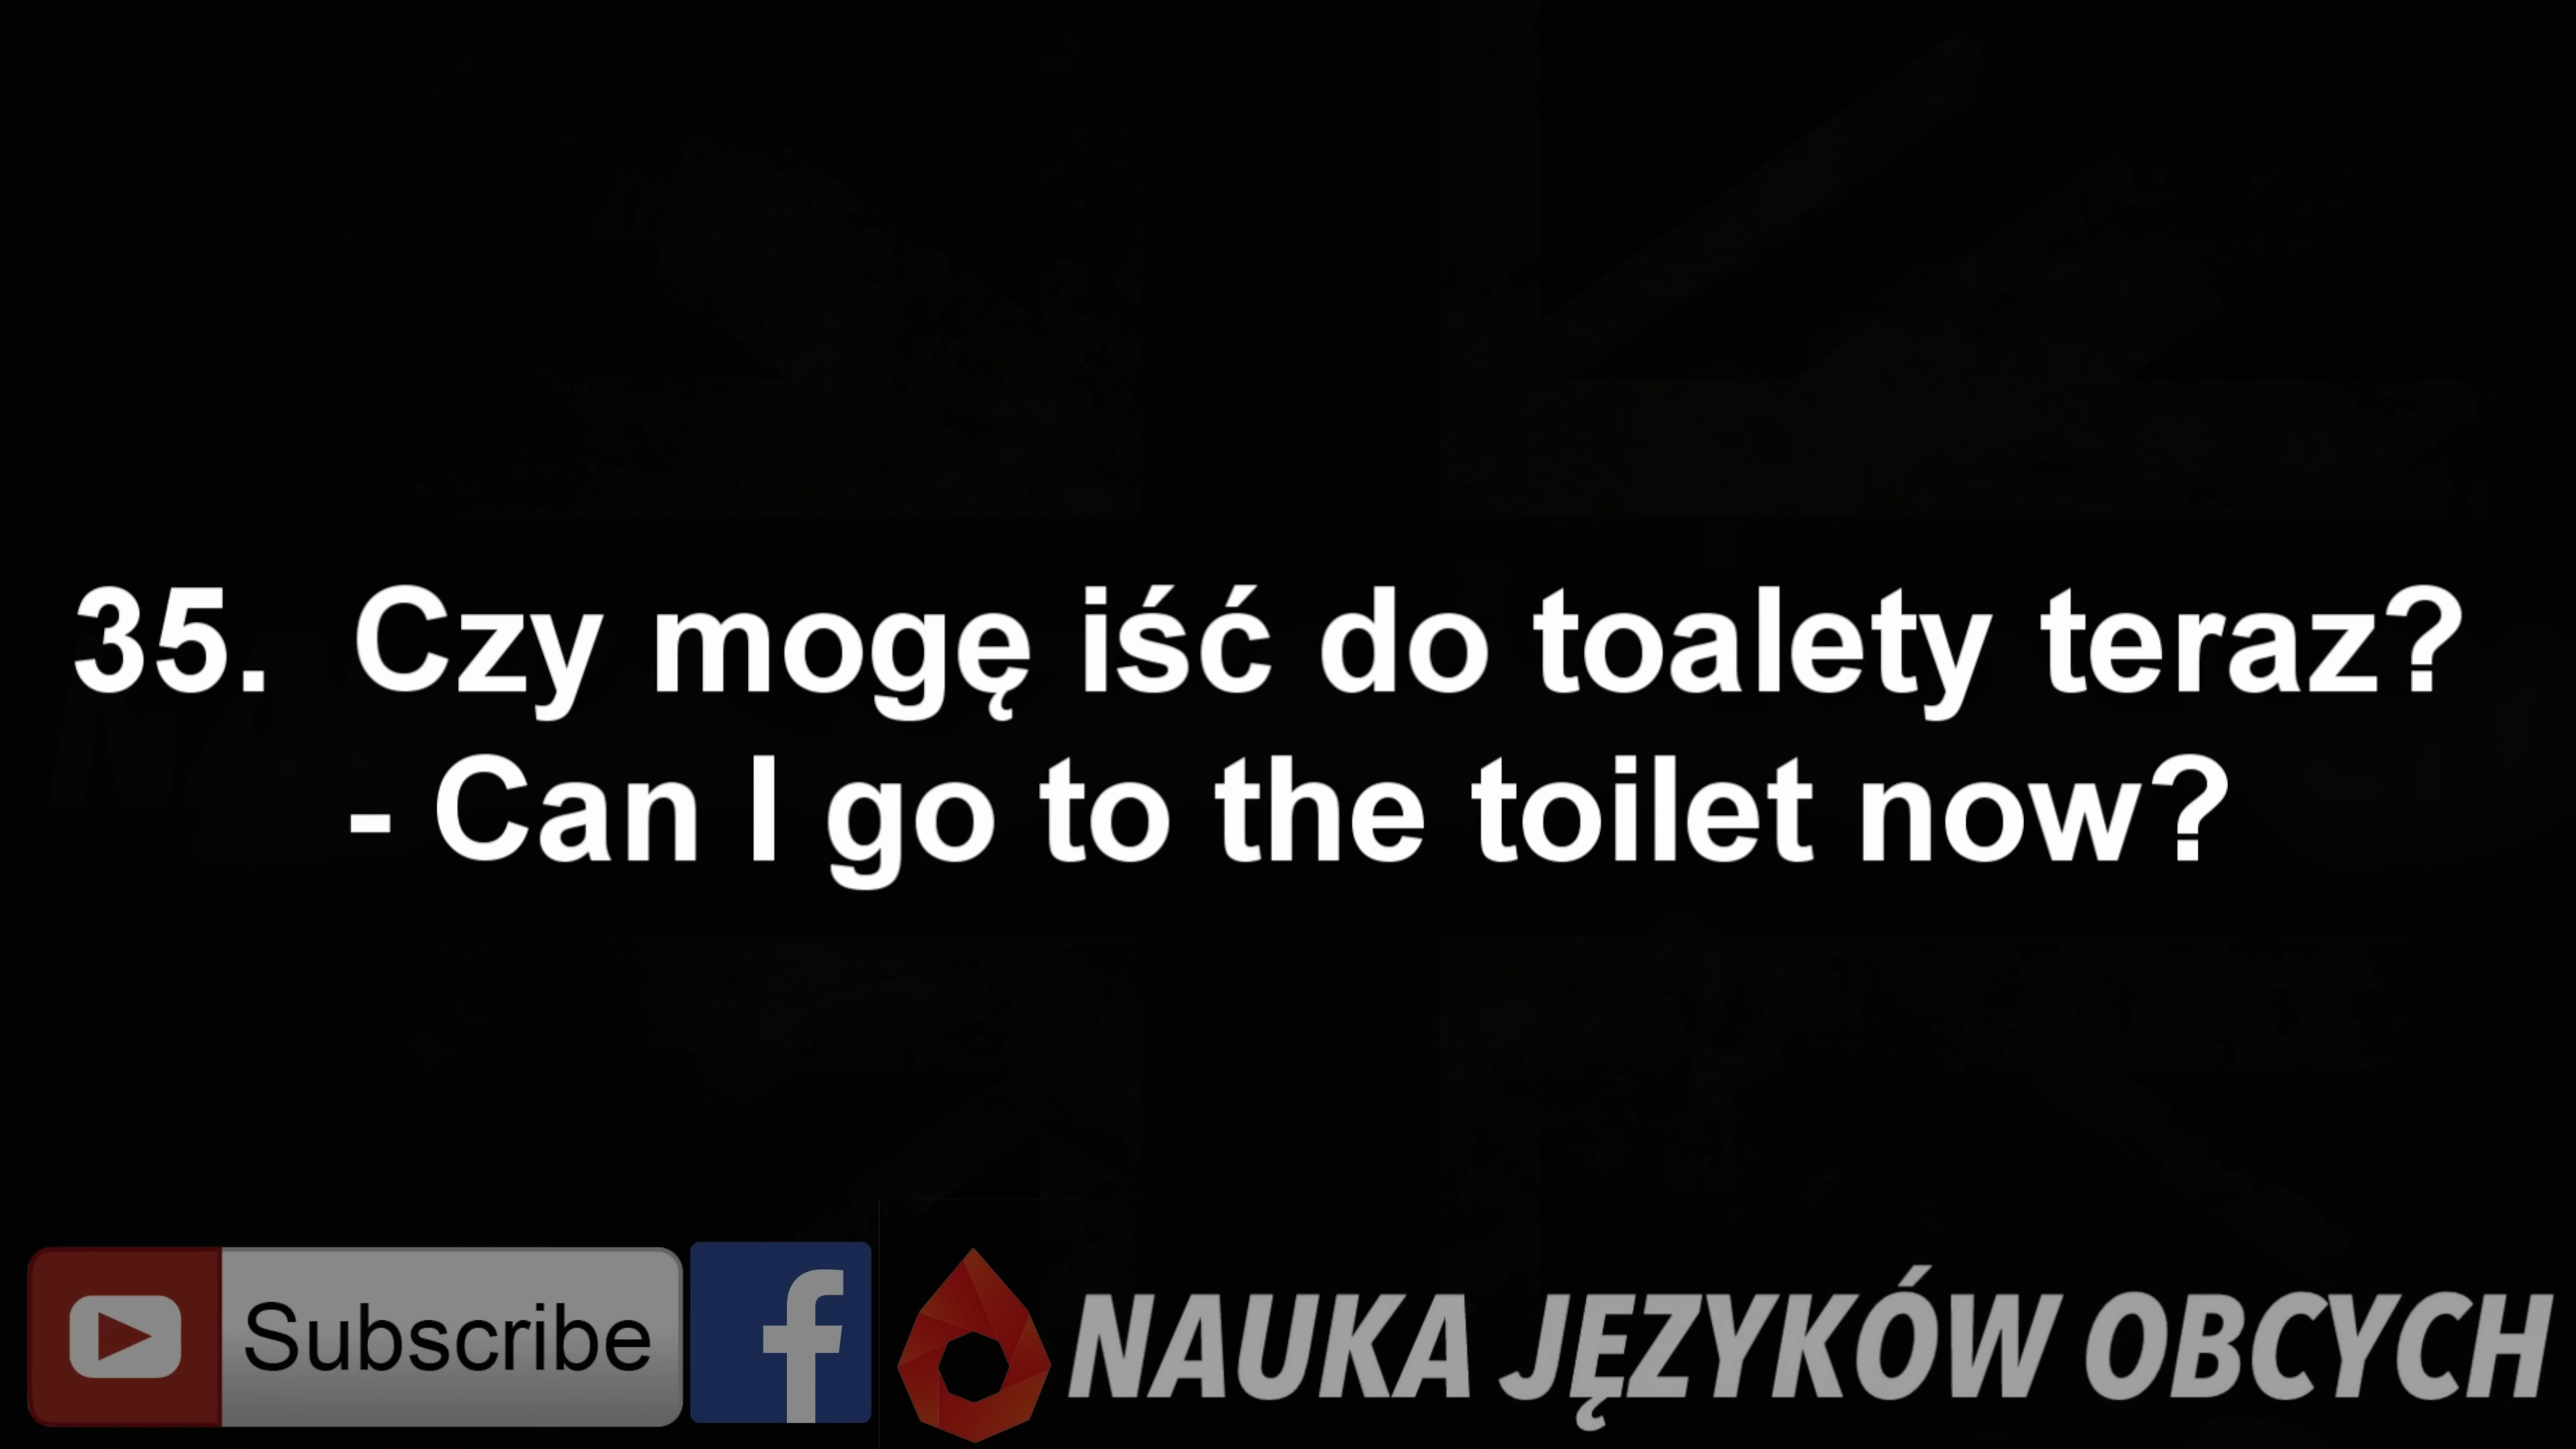 35. Czy mogę iść do toalety teraz?
- Can I go to the toilet now?
Subscribe
NAUKA JĘZYKÓW OBCYCH